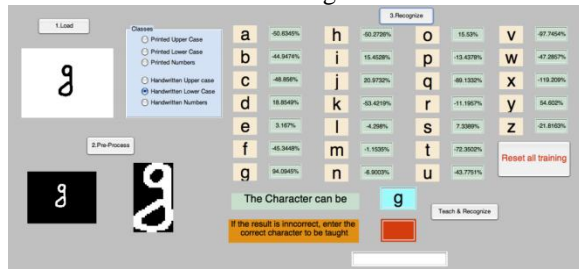 3.Recognize
1.Load
Classes
Printed Upper Case
Printed Lower Case
Printed Numbers
Handwritten Upper case
Handwritten Lower Case
Handwritten Numbers
g
2.Pre-Process
g
g
a -50.6345% h -50.2726% o 15.53% v -97.7454%
b -44.9474% i 15.4528% p -13.4378% w -47.2857%
c -48.856% j 20.9732% q -89.1332% x -119.209%
d 18.8549% k -53.4219% r -11.1957% y 54.602%
e 3.167% l -4.298% s 7.3389% z -21.8163%
f -45.3448% m -1.1535% t -72.3502%
g 94.0945% n -6.9003% u -43.7751%
Reset all training
The Character can be g
Teach & Recognize
If the result is inncorrect, enter the
correct character to be taught